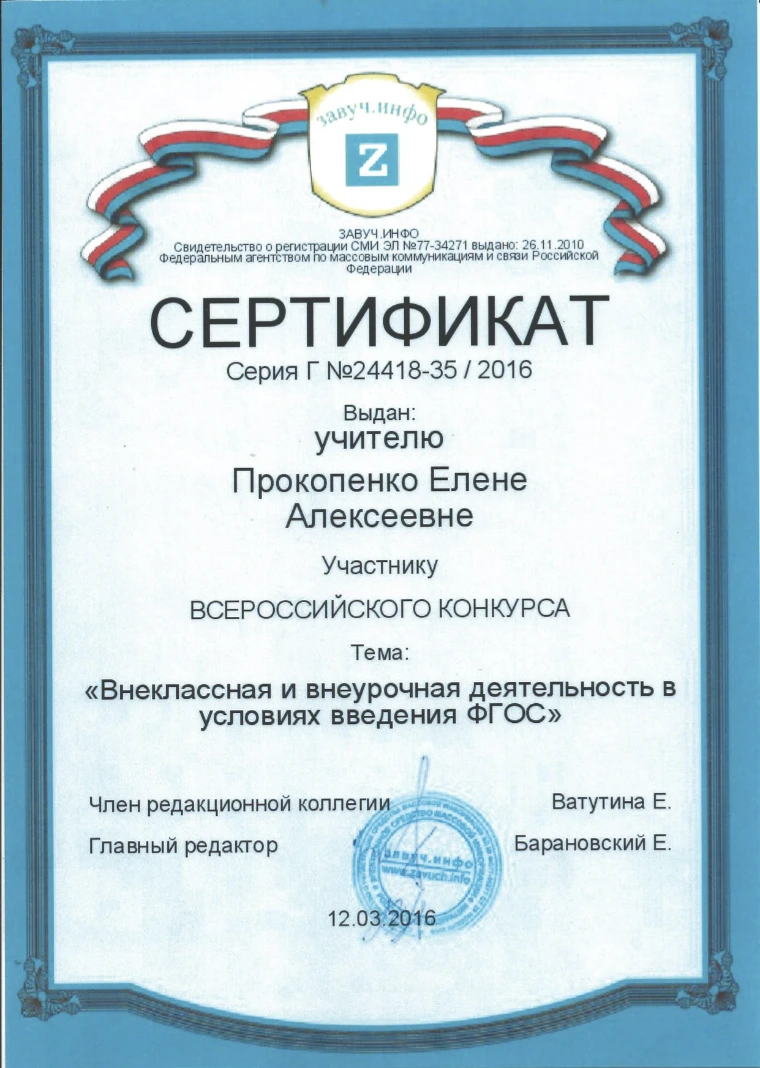 завуч.инфо
Z
ЗАВУЧ.ИНФО
Свидетельство о регистрации СМИ ЭЛ №77-34271 выдано: 26.11.2010
Федеральным агентством по массовым коммуникациям и связи Российской
Федерации
СЕРТИФИКАТ
Серия Г №24418-35 / 2016
Выдан:
учителю
Прокопенко Елене
Алексеевне
Участнику
ВСЕРОССИЙСКОГО КОНКУРСА
Тема:
«Внеклассная и внеурочная деятельность в
условиях введения ФГОС»
Член редакционной коллегии Ватутина Е.
Главный редактор Барановский Е.
завуч.инфо
www.zavuch.info
12.03.2016